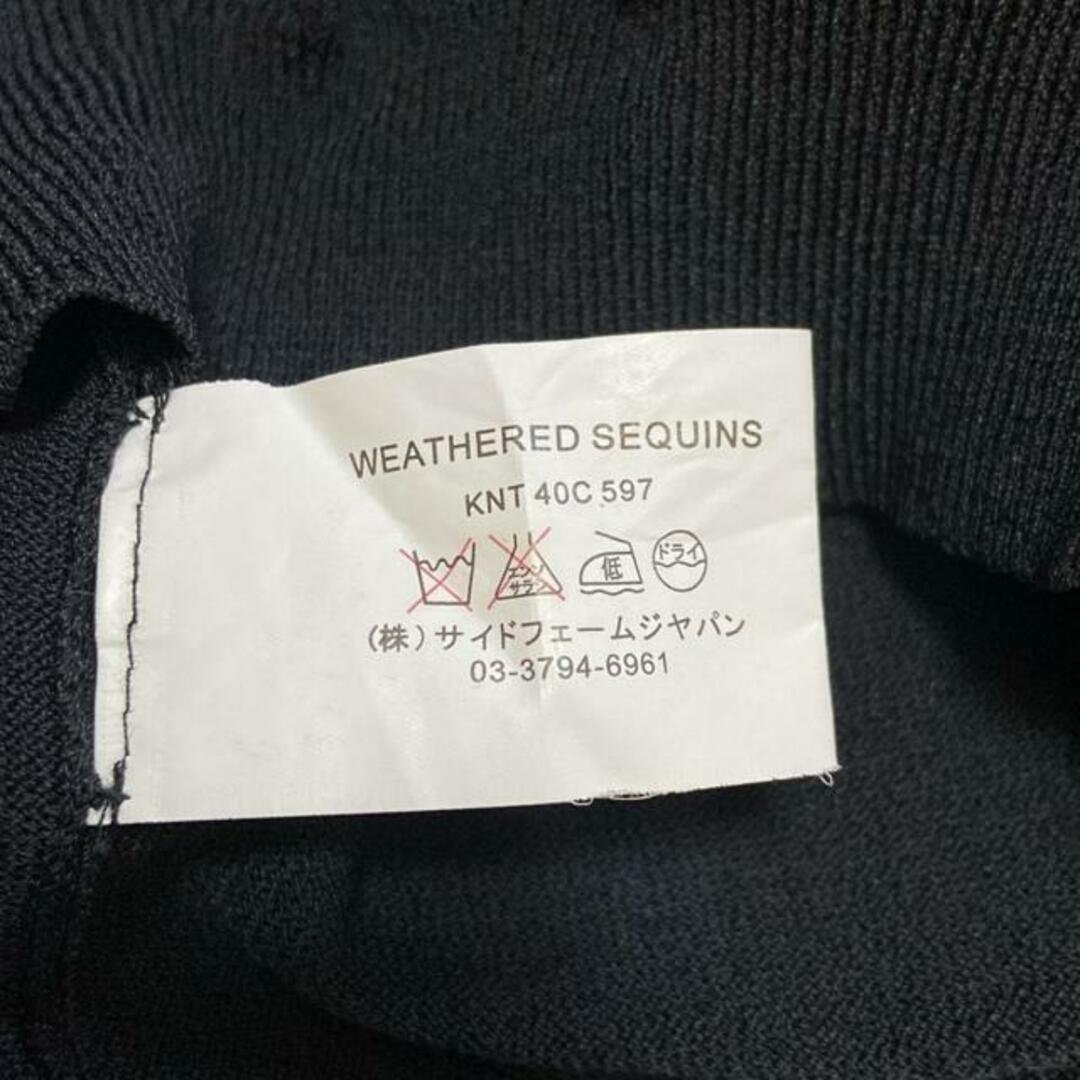 WEATHERED SEQUINS
KNT 40C 597
エンソ サラシ 低 ドライ
(株)サイドフェームジャパン
03-3794-6961